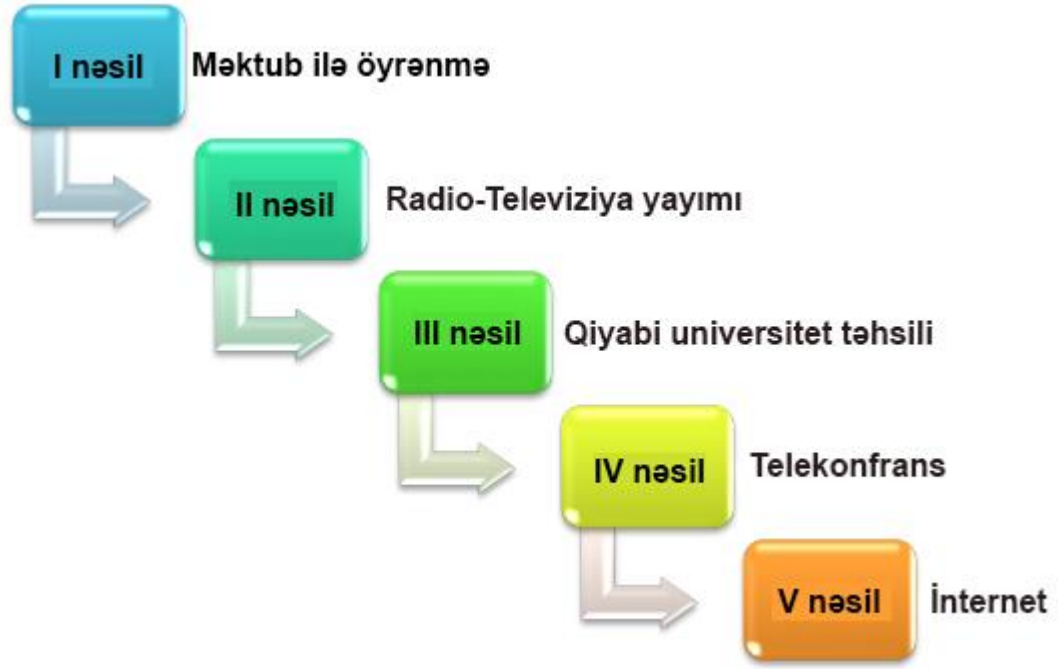 I nəsil Məktub ilə öyrənmə
II nəsil Radio-Televiziya yayımı
III nəsil Qiyabi universitet təhsili
IV nəsil Telekonfrans
V nəsil İnternet